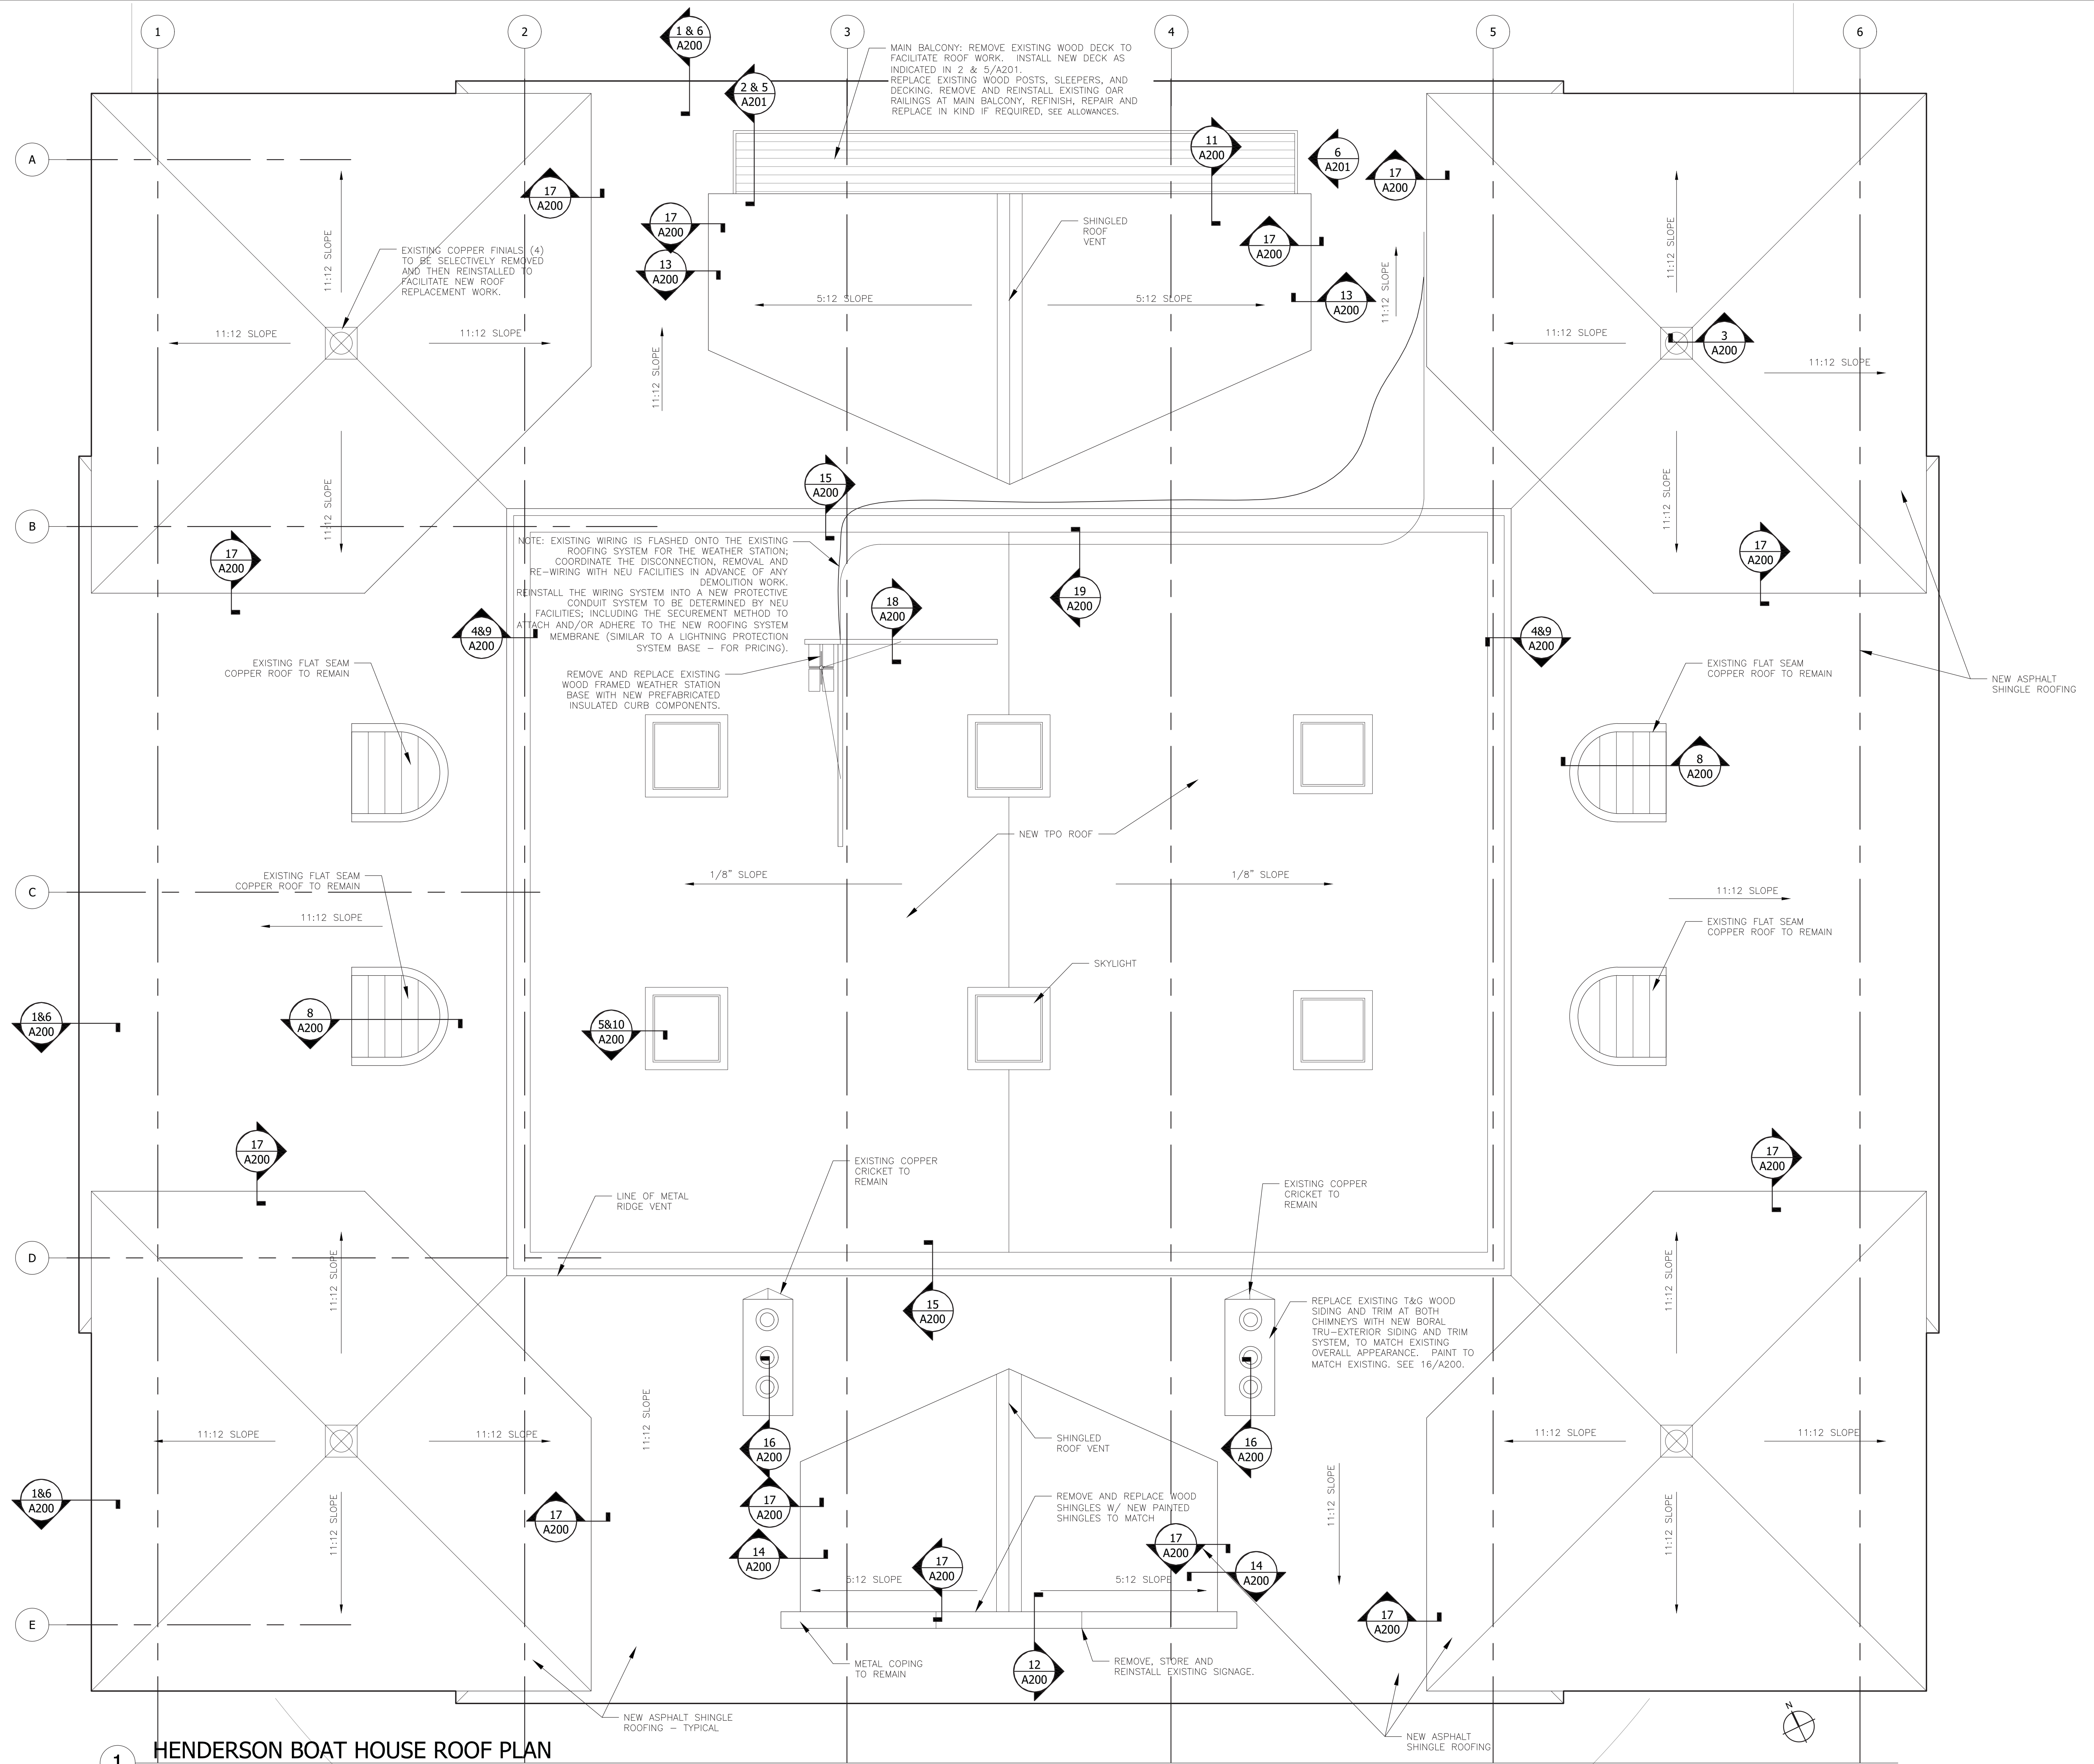 1
2
3
4
5
6
1 & 6
A200
2 & 5
A201
MAIN BALCONY: REMOVE EXISTING WOOD DECK TO
FACILITATE ROOF WORK. INSTALL NEW DECK AS
INDICATED IN 2 & 5/A201.
REPLACE EXISTING WOOD POSTS, SLEEPERS, AND
DECKING. REMOVE AND REINSTALL EXISTING OAR
RAILINGS AT MAIN BALCONY, REFINISH, REPAIR AND
REPLACE IN KIND IF REQUIRED, SEE ALLOWANCES.
A
11
A200
6
A201
17
A200
17
A200
17
A200
13
A200
SHINGLED
ROOF
VENT
17
A200
13
A200
11:12 SLOPE
EXISTING COPPER FINIALS (4)
TO BE SELECTIVELY REMOVED
AND THEN REINSTALLED TO
FACILITATE NEW ROOF
REPLACEMENT WORK.
5:12 SLOPE
5:12 SLOPE
11:12 SLOPE
11:12 SLOPE
11:12 SLOPE
11:12 SLOPE
11:12 SLOPE
11:12 SLOPE
3
A200
11:12 SLOPE
11:12 SLOPE
11:12 SLOPE
11:12 SLOPE
15
A200
B
17
A200
NOTE: EXISTING WIRING IS FLASHED ONTO THE EXISTING
ROOFING SYSTEM FOR THE WEATHER STATION;
COORDINATE THE DISCONNECTION, REMOVAL AND
RE-WIRING WITH NEU FACILITIES IN ADVANCE OF ANY
DEMOLITION WORK.
REINSTALL THE WIRING SYSTEM INTO A NEW PROTECTIVE
CONDUIT SYSTEM TO BE DETERMINED BY NEU
FACILITIES; INCLUDING THE SECUREMENT METHOD TO
ATTACH AND/OR ADHERE TO THE NEW ROOFING SYSTEM
MEMBRANE (SIMILAR TO A LIGHTNING PROTECTION
SYSTEM BASE - FOR PRICING).
18
A200
19
A200
17
A200
4&9
A200
4&9
A200
EXISTING FLAT SEAM
COPPER ROOF TO REMAIN
REMOVE AND REPLACE EXISTING
WOOD FRAMED WEATHER STATION
BASE WITH NEW PREFABRICATED
INSULATED CURB COMPONENTS.
EXISTING FLAT SEAM
COPPER ROOF TO REMAIN
NEW ASPHALT
SHINGLE ROOFING
8
A200
NEW TPO ROOF
C
EXISTING FLAT SEAM
COPPER ROOF TO REMAIN
1/8" SLOPE
1/8" SLOPE
11:12 SLOPE
11:12 SLOPE
EXISTING FLAT SEAM
COPPER ROOF TO REMAIN
SKYLIGHT
1&6
A200
8
A200
5&10
A200
17
A200
EXISTING COPPER
CRICKET TO
REMAIN
17
A200
LINE OF METAL
RIDGE VENT
EXISTING COPPER
CRICKET TO
REMAIN
D
11:12 SLOPE
11:12 SLOPE
15
A200
REPLACE EXISTING T&G WOOD
SIDING AND TRIM AT BOTH
CHIMNEYS WITH NEW BORAL
TRU-EXTERIOR SIDING AND TRIM
SYSTEM, TO MATCH EXISTING
OVERALL APPEARANCE. PAINT TO
MATCH EXISTING. SEE 16/A200.
11:12 SLOPE
11:12 SLOPE
11:12 SLOPE
16
A200
SHINGLED
ROOF VENT
16
A200
11:12 SLOPE
11:12 SLOPE
1&6
A200
11:12 SLOPE
17
A200
17
A200
REMOVE AND REPLACE WOOD
SHINGLES W/ NEW PAINTED
SHINGLES TO MATCH
11:12 SLOPE
11:12 SLOPE
14
A200
17
A200
17
A200
14
A200
5:12 SLOPE
5:12 SLOPE
E
17
A200
METAL COPING
TO REMAIN
12
A200
REMOVE, STORE AND
REINSTALL EXISTING SIGNAGE.
NEW ASPHALT SHINGLE
ROOFING - TYPICAL
NEW ASPHALT
SHINGLE ROOFING
N
1
HENDERSON BOAT HOUSE ROOF PLAN